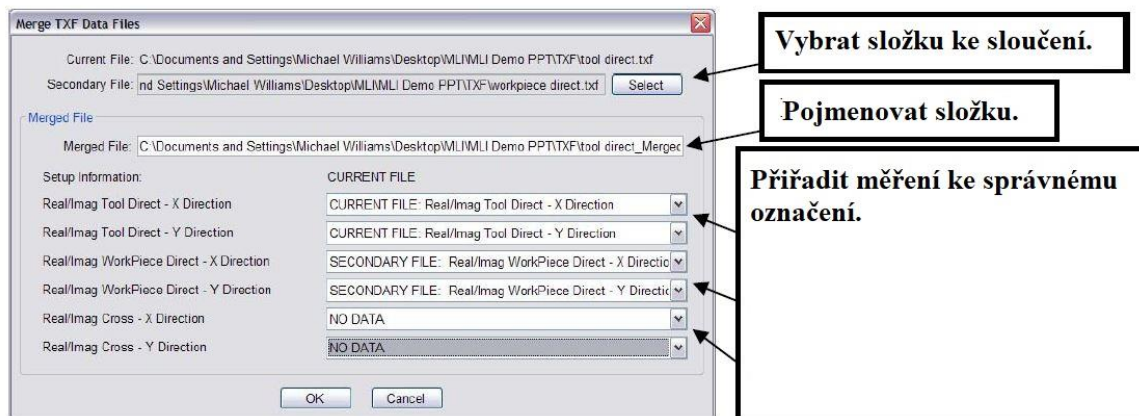 Merge TXF Data Files
Current File: C:\Documents and Settings\Michael Williams\Desktop\MLI\MLI Demo PPT\TXF\tool direct.txf
Secondary File: nd Settings\Michael Williams\Desktop\MLI\MLI Demo PPT\TXF\workpiece direct.txf Select
Merged File
Merged File: C:\Documents and Settings\Michael Williams\Desktop\MLI\MLI Demo PPT\TXF\tool direct_Merged
Setup Information: CURRENT FILE
Real/Imag Tool Direct - X Direction CURRENT FILE: Real/Imag Tool Direct - X Direction
Real/Imag Tool Direct - Y Direction CURRENT FILE: Real/Imag Tool Direct - Y Direction
Real/Imag WorkPiece Direct - X Direction SECONDARY FILE: Real/Imag WorkPiece Direct - X Directic
Real/Imag WorkPiece Direct - Y Direction SECONDARY FILE: Real/Imag WorkPiece Direct - Y Directic
Real/Imag Cross - X Direction NO DATA
Real/Imag Cross - Y Direction NO DATA
OK Cancel
Vybrat složku ke sloučení.
Pojmenovat složku.
Přiřadit měření ke správnému
označení.